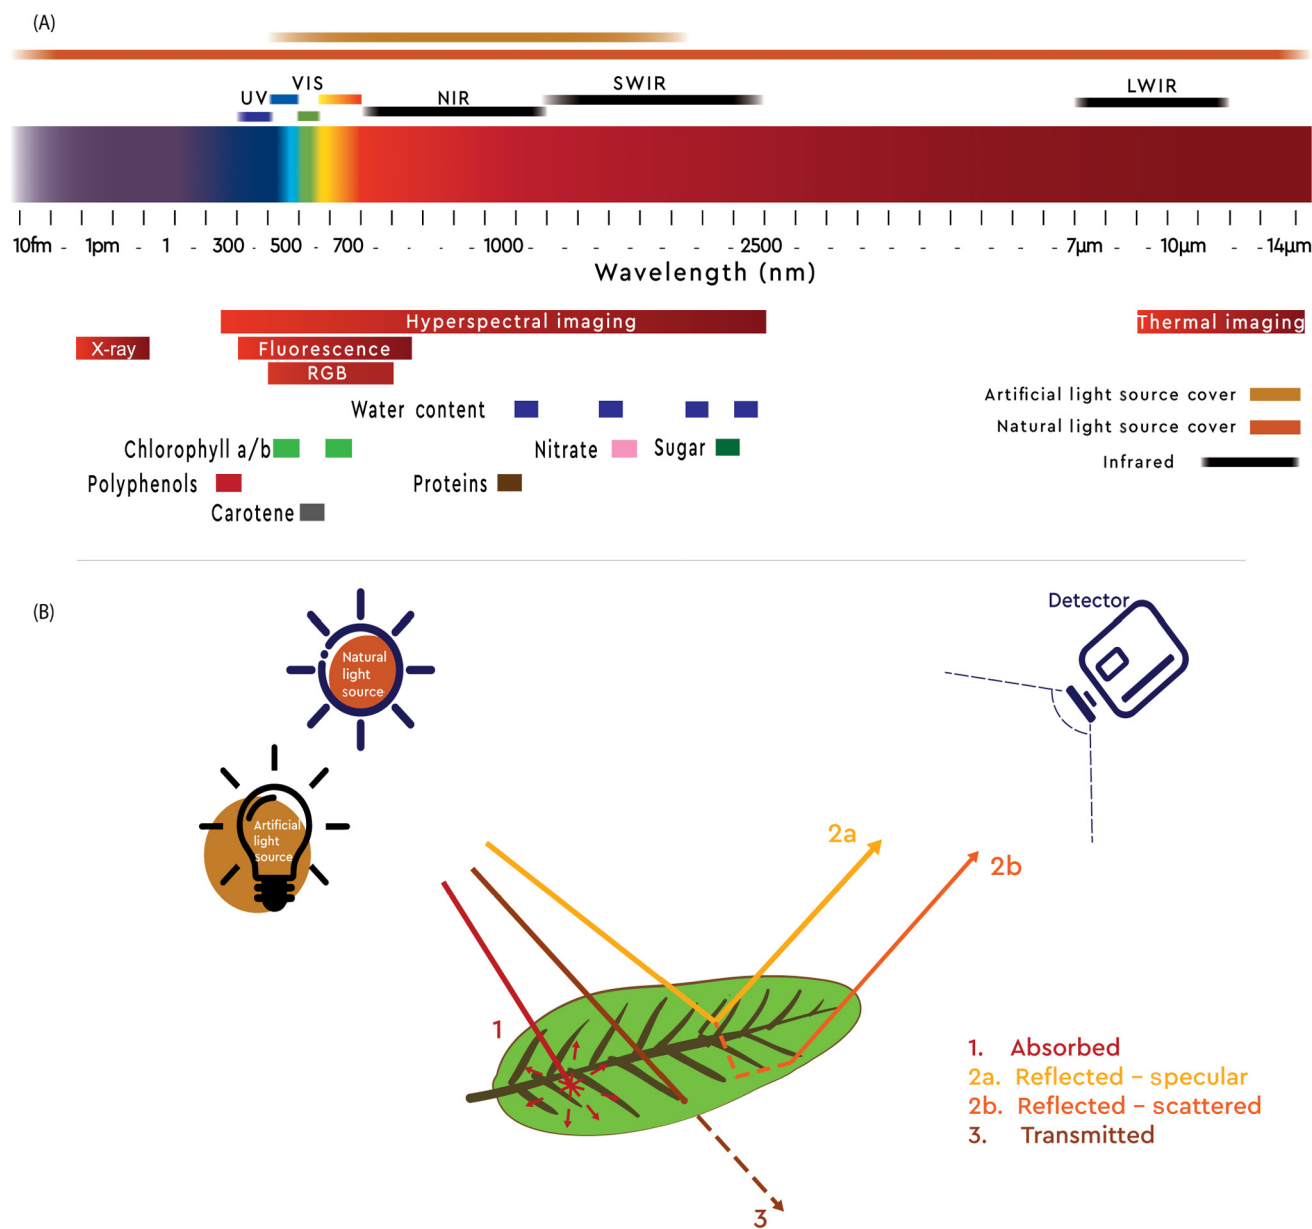 (A)
VIS
UV
NIR
SWIR
LWIR
10fm - 1pm - 1 - 300 - 500 - 700 - - - - 1000 - - - - - - - 2500 - - - - - - - - - 7µm - - 10µm - - 14µm
Wavelength (nm)
Hyperspectral imaging
Thermal imaging
X-ray
Fluorescence
RGB
Water content
Chlorophyll a/b
Nitrate
Sugar
Polyphenols
Proteins
Carotene
Artificial light source cover
Natural light source cover
Infrared
(B)
Natural
light
source
Artificial
light
source
Detector
2a
2b
1
3
1. Absorbed
2a. Reflected – specular
2b. Reflected – scattered
3. Transmitted